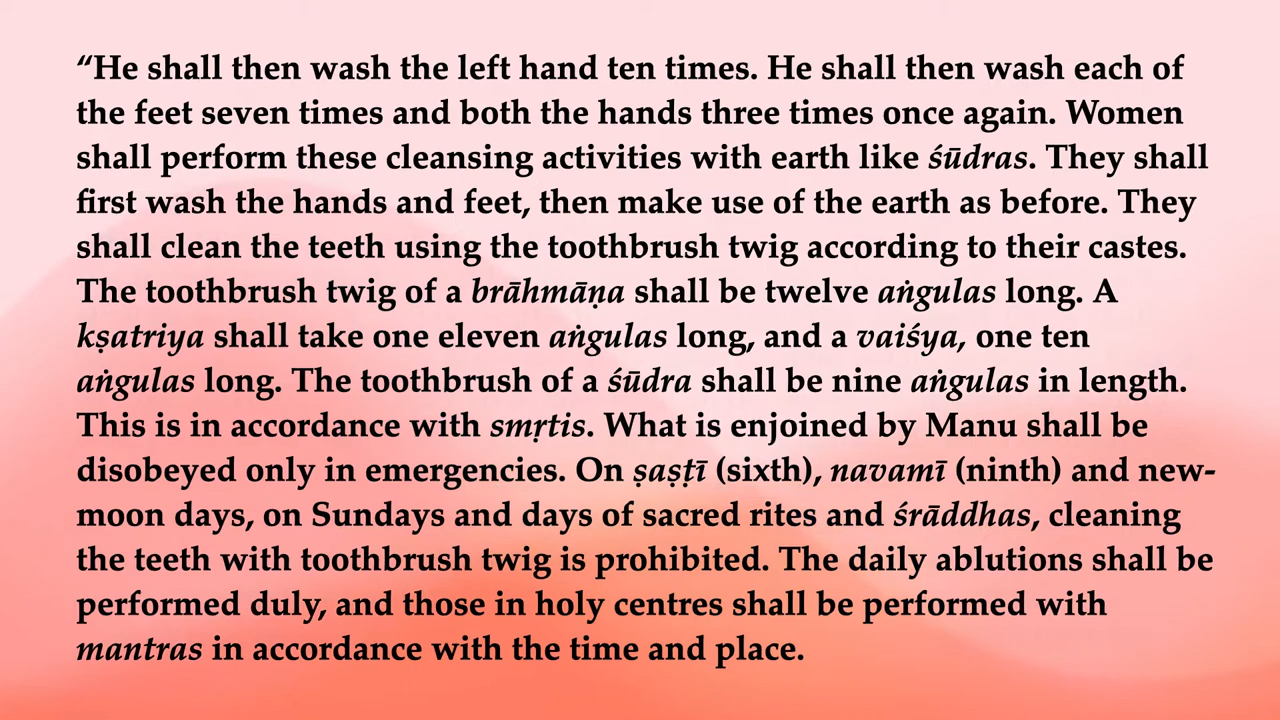 “He shall then wash the left hand ten times. He shall then wash each of
the feet seven times and both the hands three times once again. Women
shall perform these cleansing activities with earth like śūdras. They shall
first wash the hands and feet, then make use of the earth as before. They
shall clean the teeth using the toothbrush twig according to their castes.
The toothbrush twig of a brāhmāṇa shall be twelve aṅgulas long. A
kṣatriya shall take one eleven aṅgulas long, and a vaiśya, one ten
aṅgulas long. The toothbrush of a śūdra shall be nine aṅgulas in length.
This is in accordance with smṛtis. What is enjoined by Manu shall be
disobeyed only in emergencies. On ṣaṣṭī (sixth), navamī (ninth) and new-
moon days, on Sundays and days of sacred rites and śrāddhas, cleaning
the teeth with toothbrush twig is prohibited. The daily ablutions shall be
performed duly, and those in holy centres shall be performed with
mantras in accordance with the time and place.